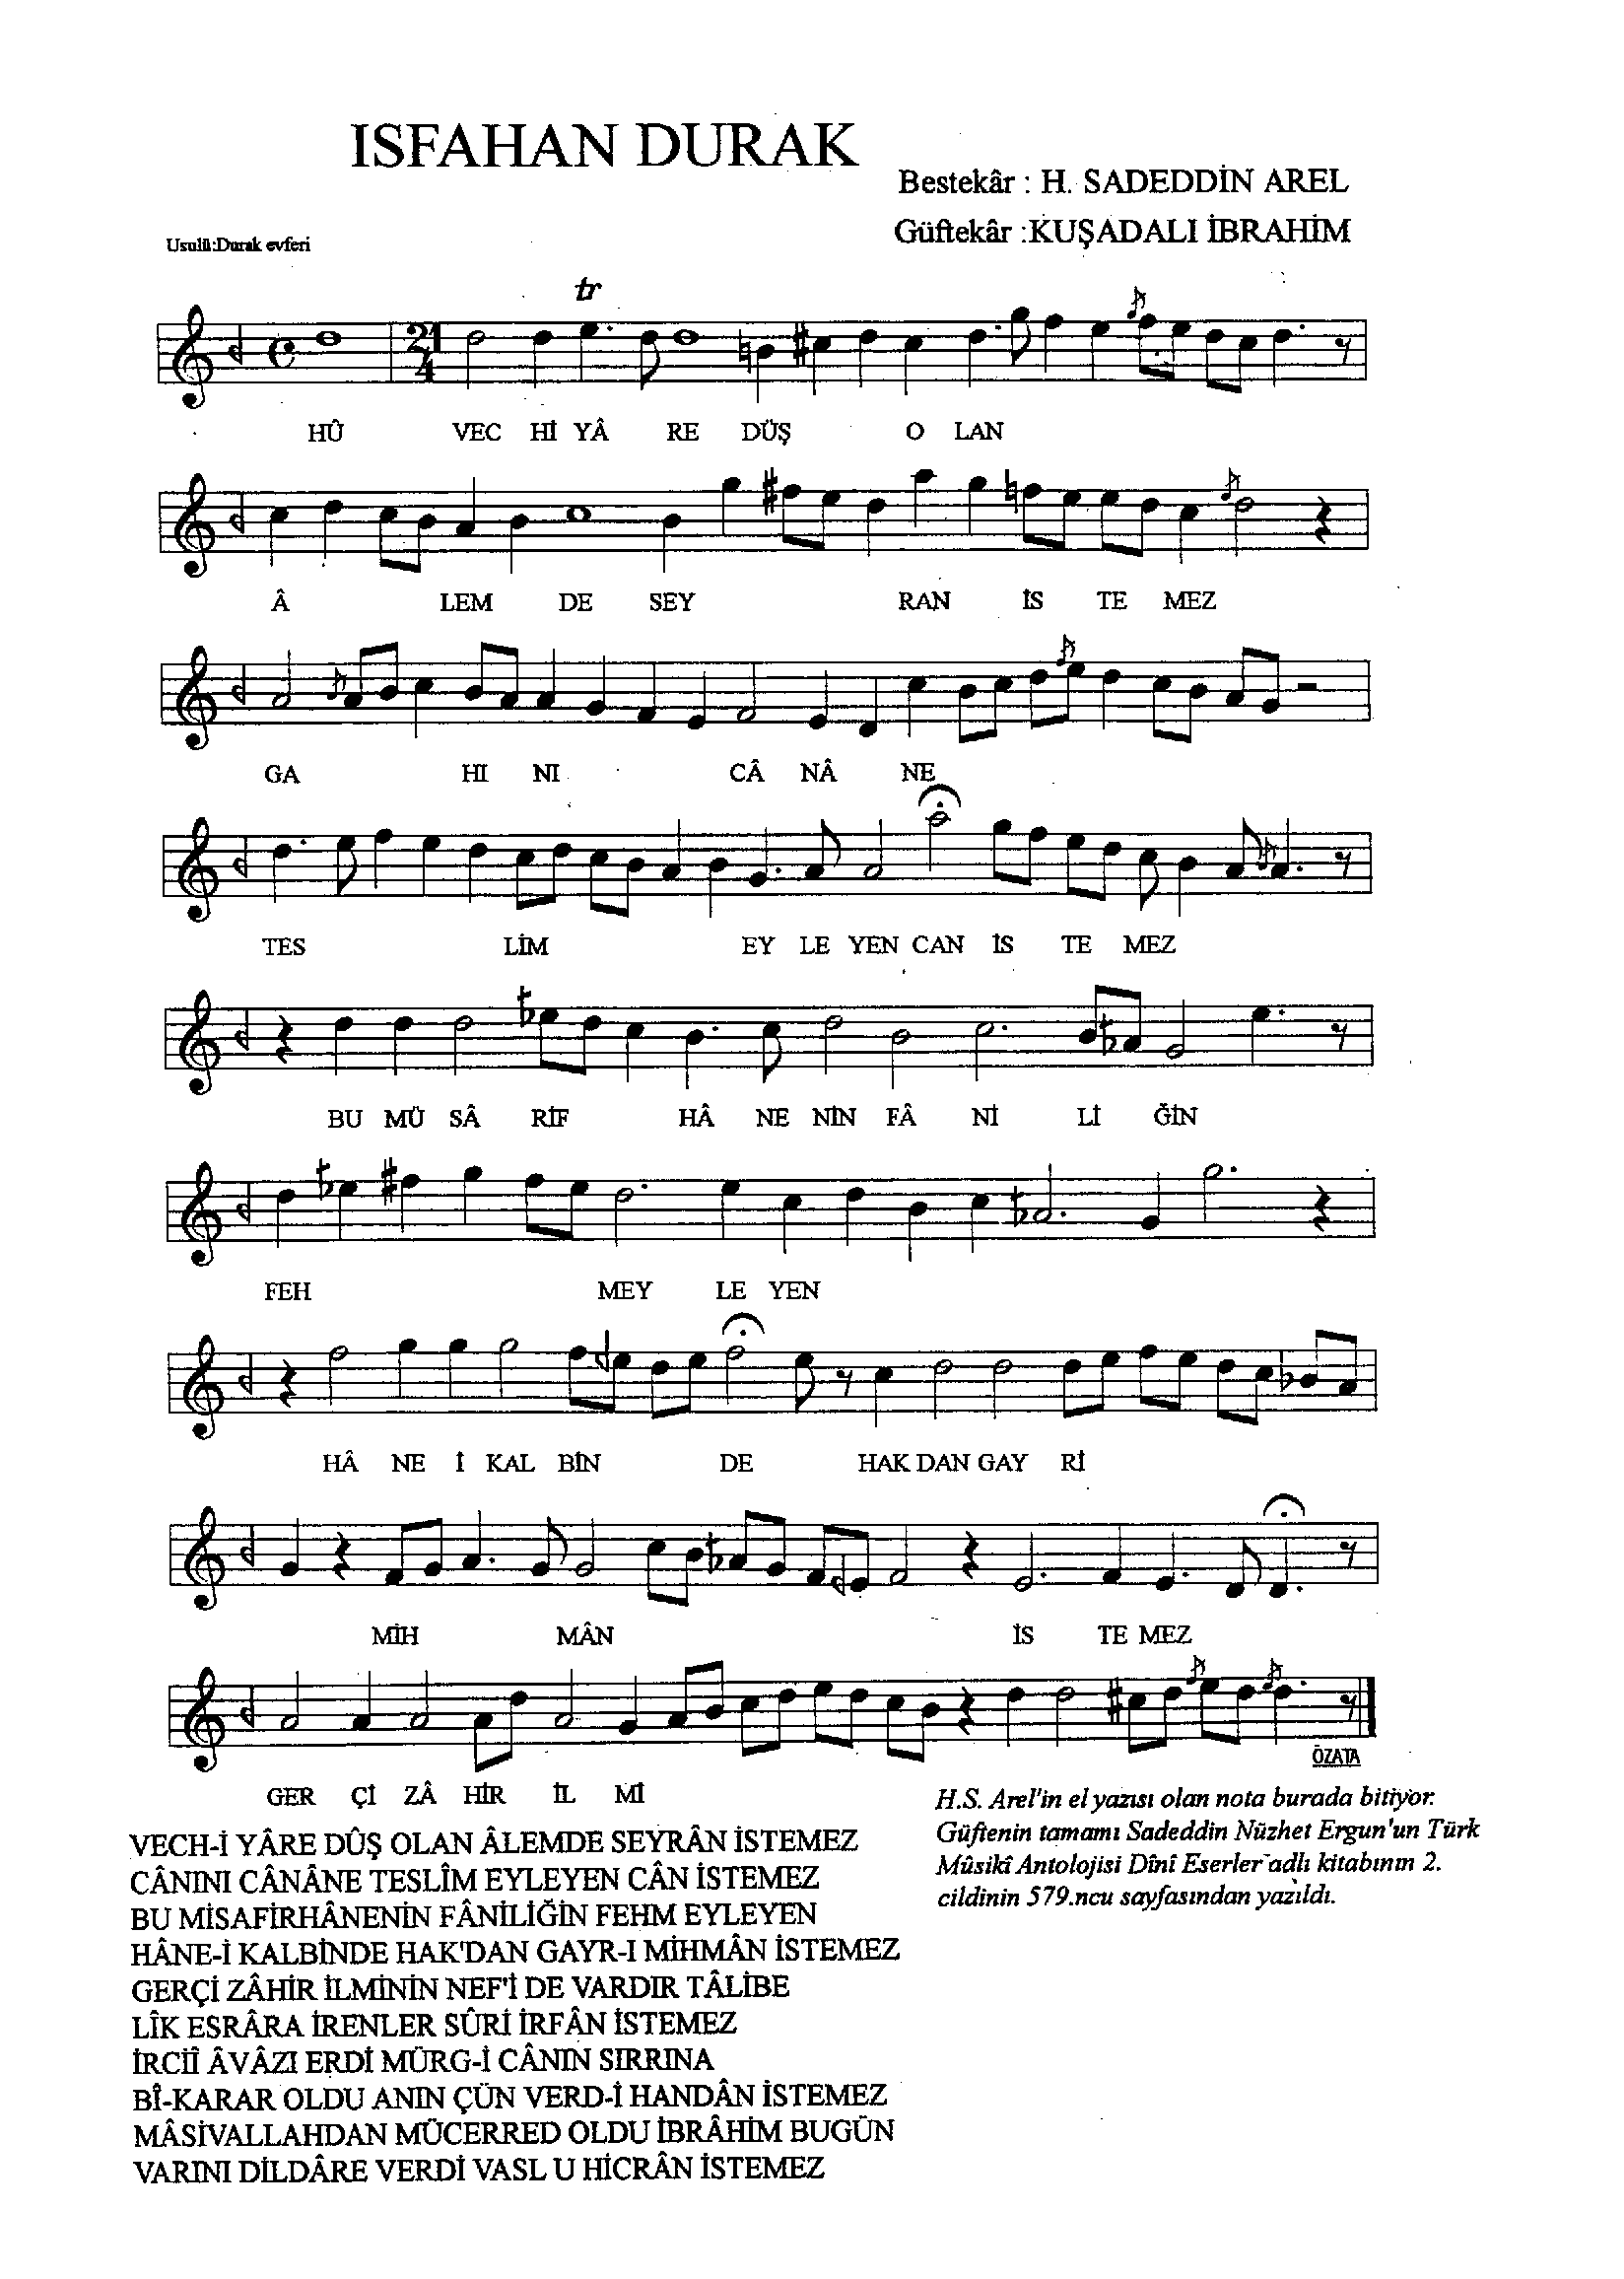 ISFAHAN DURAK
Bestekâr : H. SADEDDİN AREL
Güftekâr :KUŞADALI İBRAHİM
Usulü:Durak evferi
tr
21
4
HÛ VEC Hİ YÂ RE DÜŞ O LAN
Â LEM DE SEY RAN İS TE MEZ
GA HI NI CÂ NÂ NE
TES LİM EY LE YEN CAN İS TE MEZ
BU MÜ SÂ RİF HÂ NE NİN FÂ Nİ Lİ ĞİN
FEH MEY LE YEN
HÂ NE İ KAL BİN DE HAK DAN GAY Rİ
MİH MÂN İS TE MEZ
GER Çİ ZÂ HİR İL Mİ
ÖZATA
H.S. Arel'in el yazısı olan nota burada bitiyor.
Güftenin tamamı Sadeddin Nüzhet Ergun'un Türk
Mûsikî Antolojisi Dînî Eserler adlı kitabının 2.
cildinin 579.ncu sayfasından yazıldı.
VECH-İ YÂRE DÛŞ OLAN ÂLEMDE SEYRÂN İSTEMEZ
CÂNINI CÂNÂNE TESLÎM EYLEYEN CÂN İSTEMEZ
BU MİSAFİRHÂNENİN FÂNİLİĞİN FEHM EYLEYEN
HÂNE-İ KALBİNDE HAK'DAN GAYR-I MİHMÂN İSTEMEZ
GERÇİ ZÂHİR İLMİNİN NEF'İ DE VARDIR TÂLİBE
LÎK ESRÂRA İRENLER SÛRİ İRFÂN İSTEMEZ
İRCİÎ ÂVÂZI ERDİ MÜRG-İ CÂNIN SIRRINA
BÎ-KARAR OLDU ANIN ÇÜN VERD-İ HANDÂN İSTEMEZ
MÂSİVALLAHDAN MÜCERRED OLDU İBRÂHİM BUGÜN
VARINI DİLDÂRE VERDİ VASL U HİCRÂN İSTEMEZ